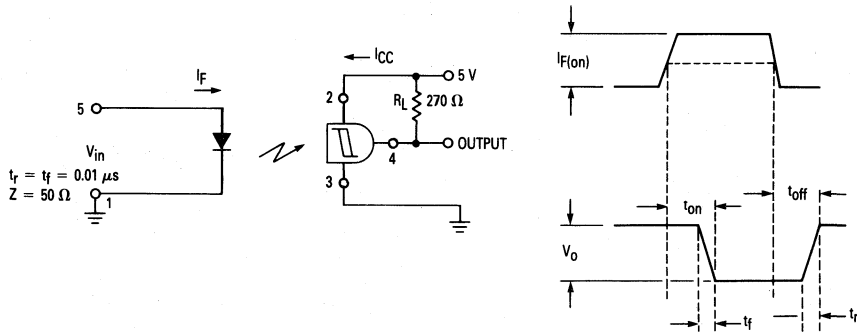 I_CC
5 V
I_F
2
R_L
270 Ω
I_F(on)
5
4
OUTPUT
V_in
t_r = t_f = 0.01 μs
Z = 50 Ω
1
3
t_on
t_off
V_o
t_f
t_r